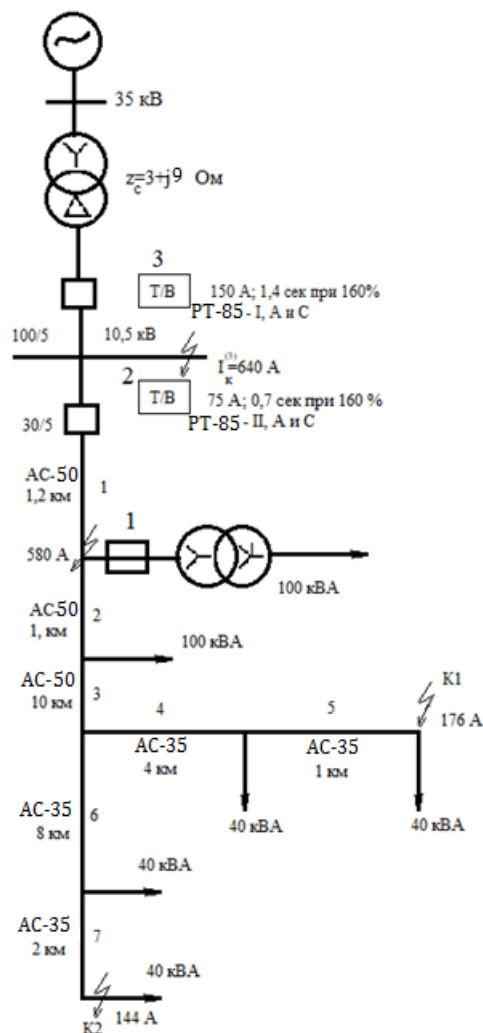 35 кВ
z =3+j9 Ом
с
3
Т/В
150 А; 1,4 сек при 160%
РТ-85 - I, А и С
100/5
10,5 кВ
(3)
I =640 А
к
2
Т/В
75 А; 0,7 сек при 160 %
РТ-85 - II, А и С
30/5
АС-50
1,2 км
1
1
580 А
100 кВА
АС-50
1, км
2
100 кВА
АС-50
10 км
3
К1
176 А
4
5
АС-35
4 км
АС-35
1 км
40 кВА
40 кВА
АС-35
8 км
6
40 кВА
АС-35
2 км
7
40 кВА
К2
144 А